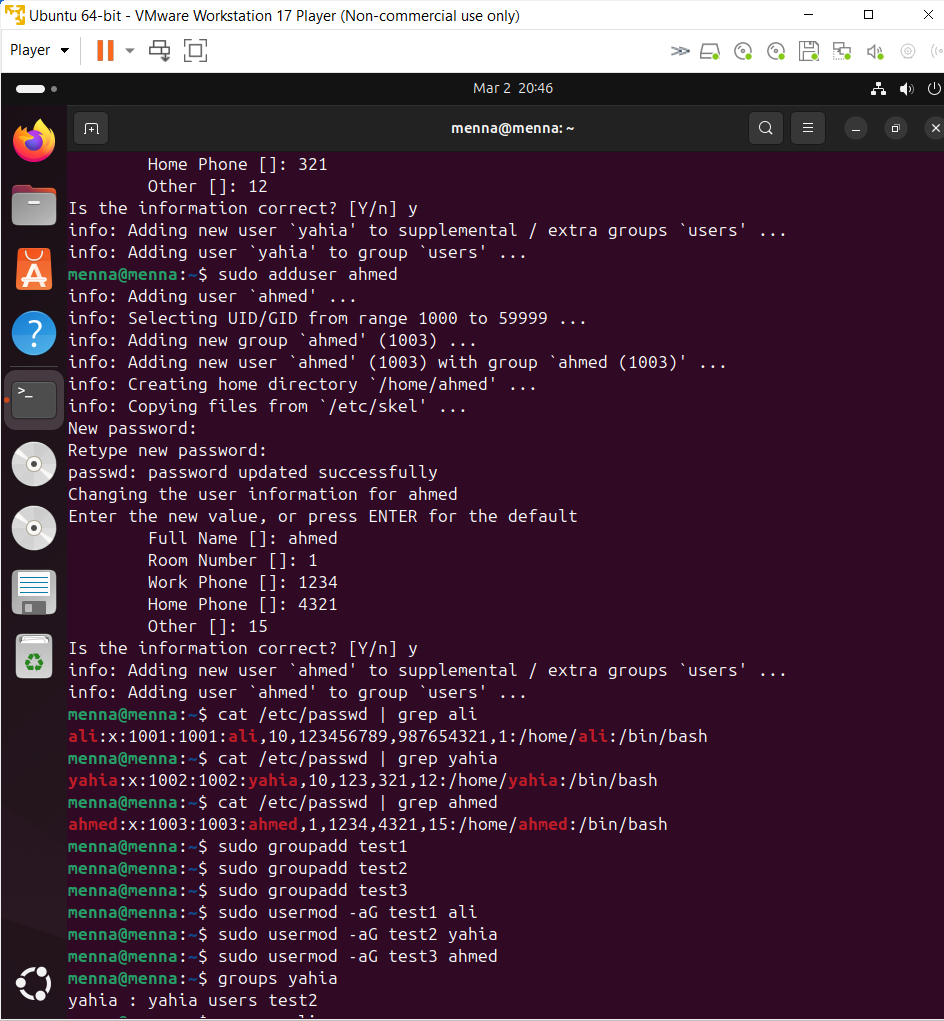 Ubuntu 64-bit - VMware Workstation 17 Player (Non-commercial use only)
Player
Mar 2 20:46
menna@menna: ~
Home Phone []: 321
Other []: 12
Is the information correct? [Y/n] y
info: Adding new user `yahia' to supplemental / extra groups `users' ...
info: Adding user `yahia' to group `users' ...
menna@menna:~$ sudo adduser ahmed
info: Adding user `ahmed' ...
info: Selecting UID/GID from range 1000 to 59999 ...
info: Adding new group `ahmed' (1003) ...
info: Adding new user `ahmed' (1003) with group `ahmed (1003)' ...
info: Creating home directory `/home/ahmed' ...
info: Copying files from `/etc/skel' ...
New password:
Retype new password:
passwd: password updated successfully
Changing the user information for ahmed
Enter the new value, or press ENTER for the default
Full Name []: ahmed
Room Number []: 1
Work Phone []: 1234
Home Phone []: 4321
Other []: 15
Is the information correct? [Y/n] y
info: Adding new user `ahmed' to supplemental / extra groups `users' ...
info: Adding user `ahmed' to group `users' ...
menna@menna:~$ cat /etc/passwd | grep ali
ali:x:1001:1001:ali,10,123456789,987654321,1:/home/ali:/bin/bash
menna@menna:~$ cat /etc/passwd | grep yahia
yahia:x:1002:1002:yahia,10,123,321,12:/home/yahia:/bin/bash
menna@menna:~$ cat /etc/passwd | grep ahmed
ahmed:x:1003:1003:ahmed,1,1234,4321,15:/home/ahmed:/bin/bash
menna@menna:~$ sudo groupadd test1
menna@menna:~$ sudo groupadd test2
menna@menna:~$ sudo groupadd test3
menna@menna:~$ sudo usermod -aG test1 ali
menna@menna:~$ sudo usermod -aG test2 yahia
menna@menna:~$ sudo usermod -aG test3 ahmed
menna@menna:~$ groups yahia
yahia : yahia users test2